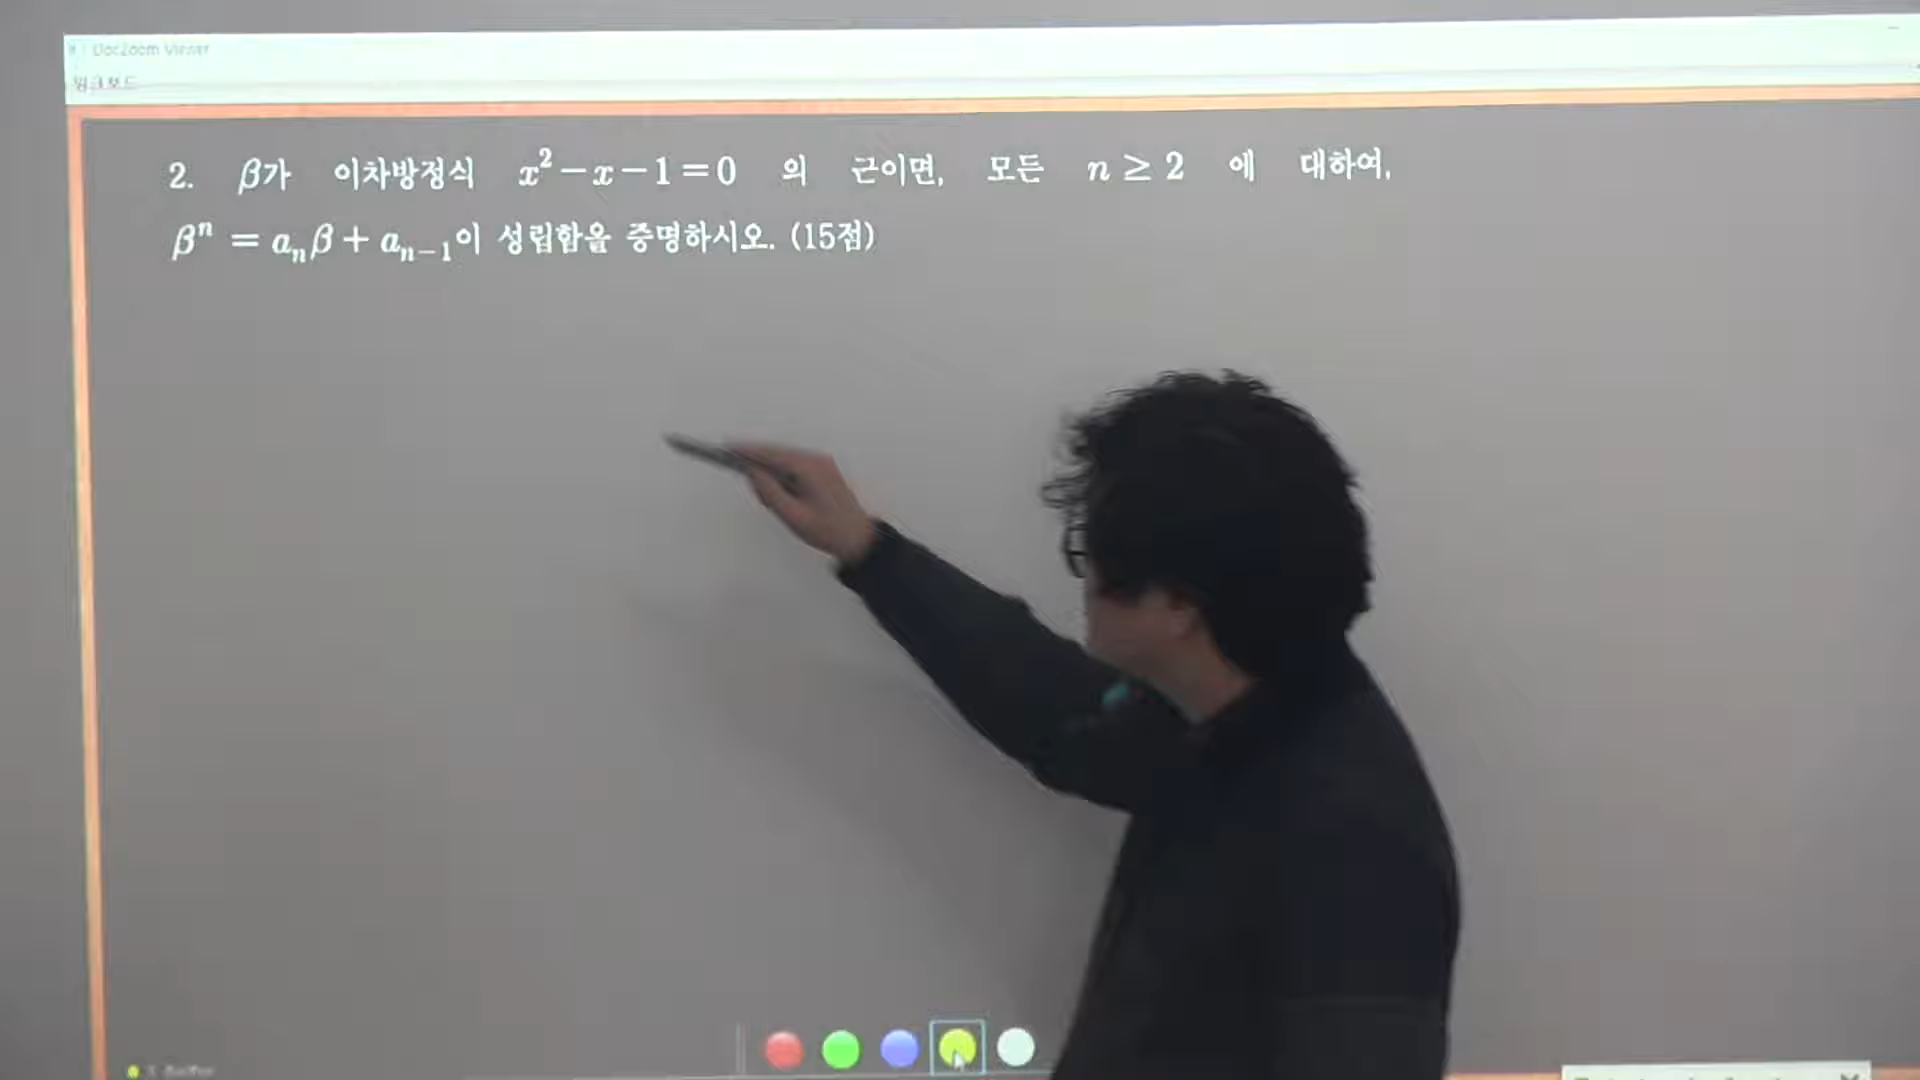 DocZoom Viewer
2. β가 이차방정식 x²−x−1=0 의 근이면, 모든 n≥2 에 대하여,
βⁿ = aₙβ + aₙ₋₁이 성립함을 증명하시오. (15점)